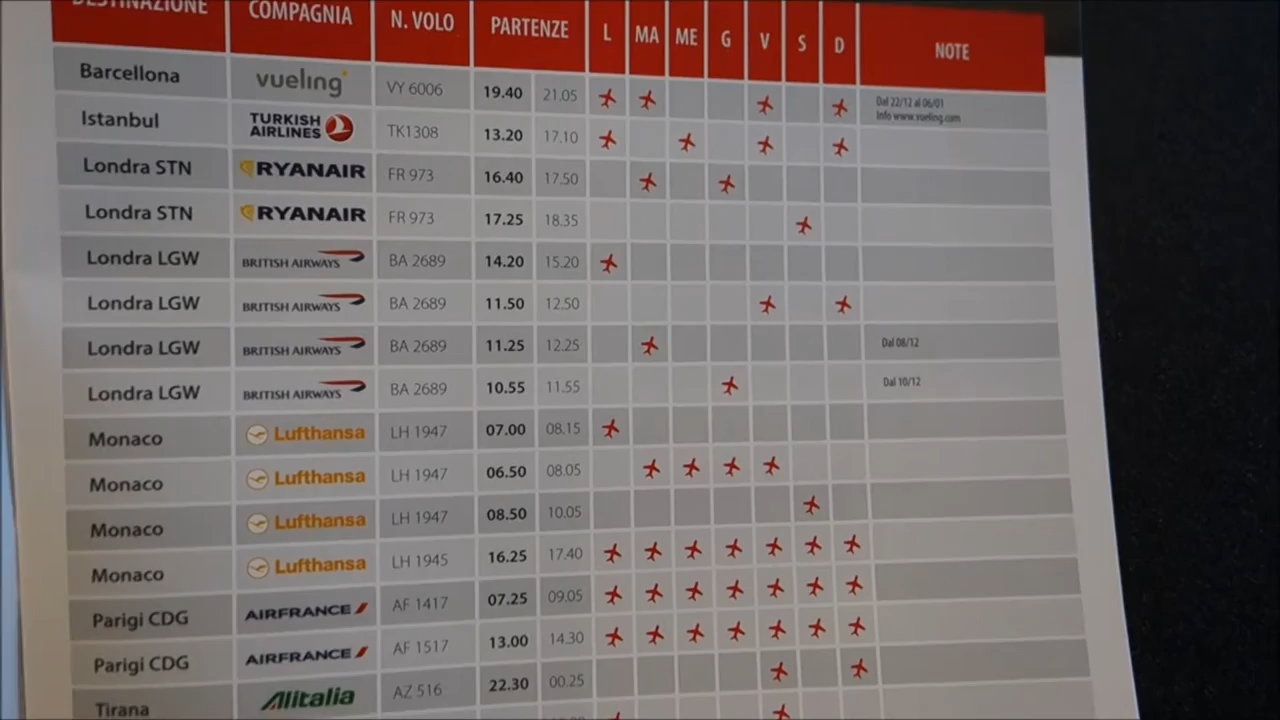 DESTINAZIONE COMPAGNIA N. VOLO PARTENZE L MA ME G V S D NOTE
Barcellona vueling VY 6006 19.40 21.05 Dal 22/12 al 06/01
Info www.vueling.com
Istanbul TURKISH AIRLINES TK1308 13.20 17.10
Londra STN RYANAIR FR 973 16.40 17.50
Londra STN RYANAIR FR 973 17.25 18.35
Londra LGW BRITISH AIRWAYS BA 2689 14.20 15.20
Londra LGW BRITISH AIRWAYS BA 2689 11.50 12.50
Londra LGW BRITISH AIRWAYS BA 2689 11.25 12.25 Dal 08/12
Londra LGW BRITISH AIRWAYS BA 2689 10.55 11.55 Dal 10/12
Monaco Lufthansa LH 1947 07.00 08.15
Monaco Lufthansa LH 1947 06.50 08.05
Monaco Lufthansa LH 1947 08.50 10.05
Monaco Lufthansa LH 1945 16.25 17.40
Parigi CDG AIRFRANCE AF 1417 07.25 09.05
Parigi CDG AIRFRANCE AF 1517 13.00 14.30
Tirana Alitalia AZ 516 22.30 00.25